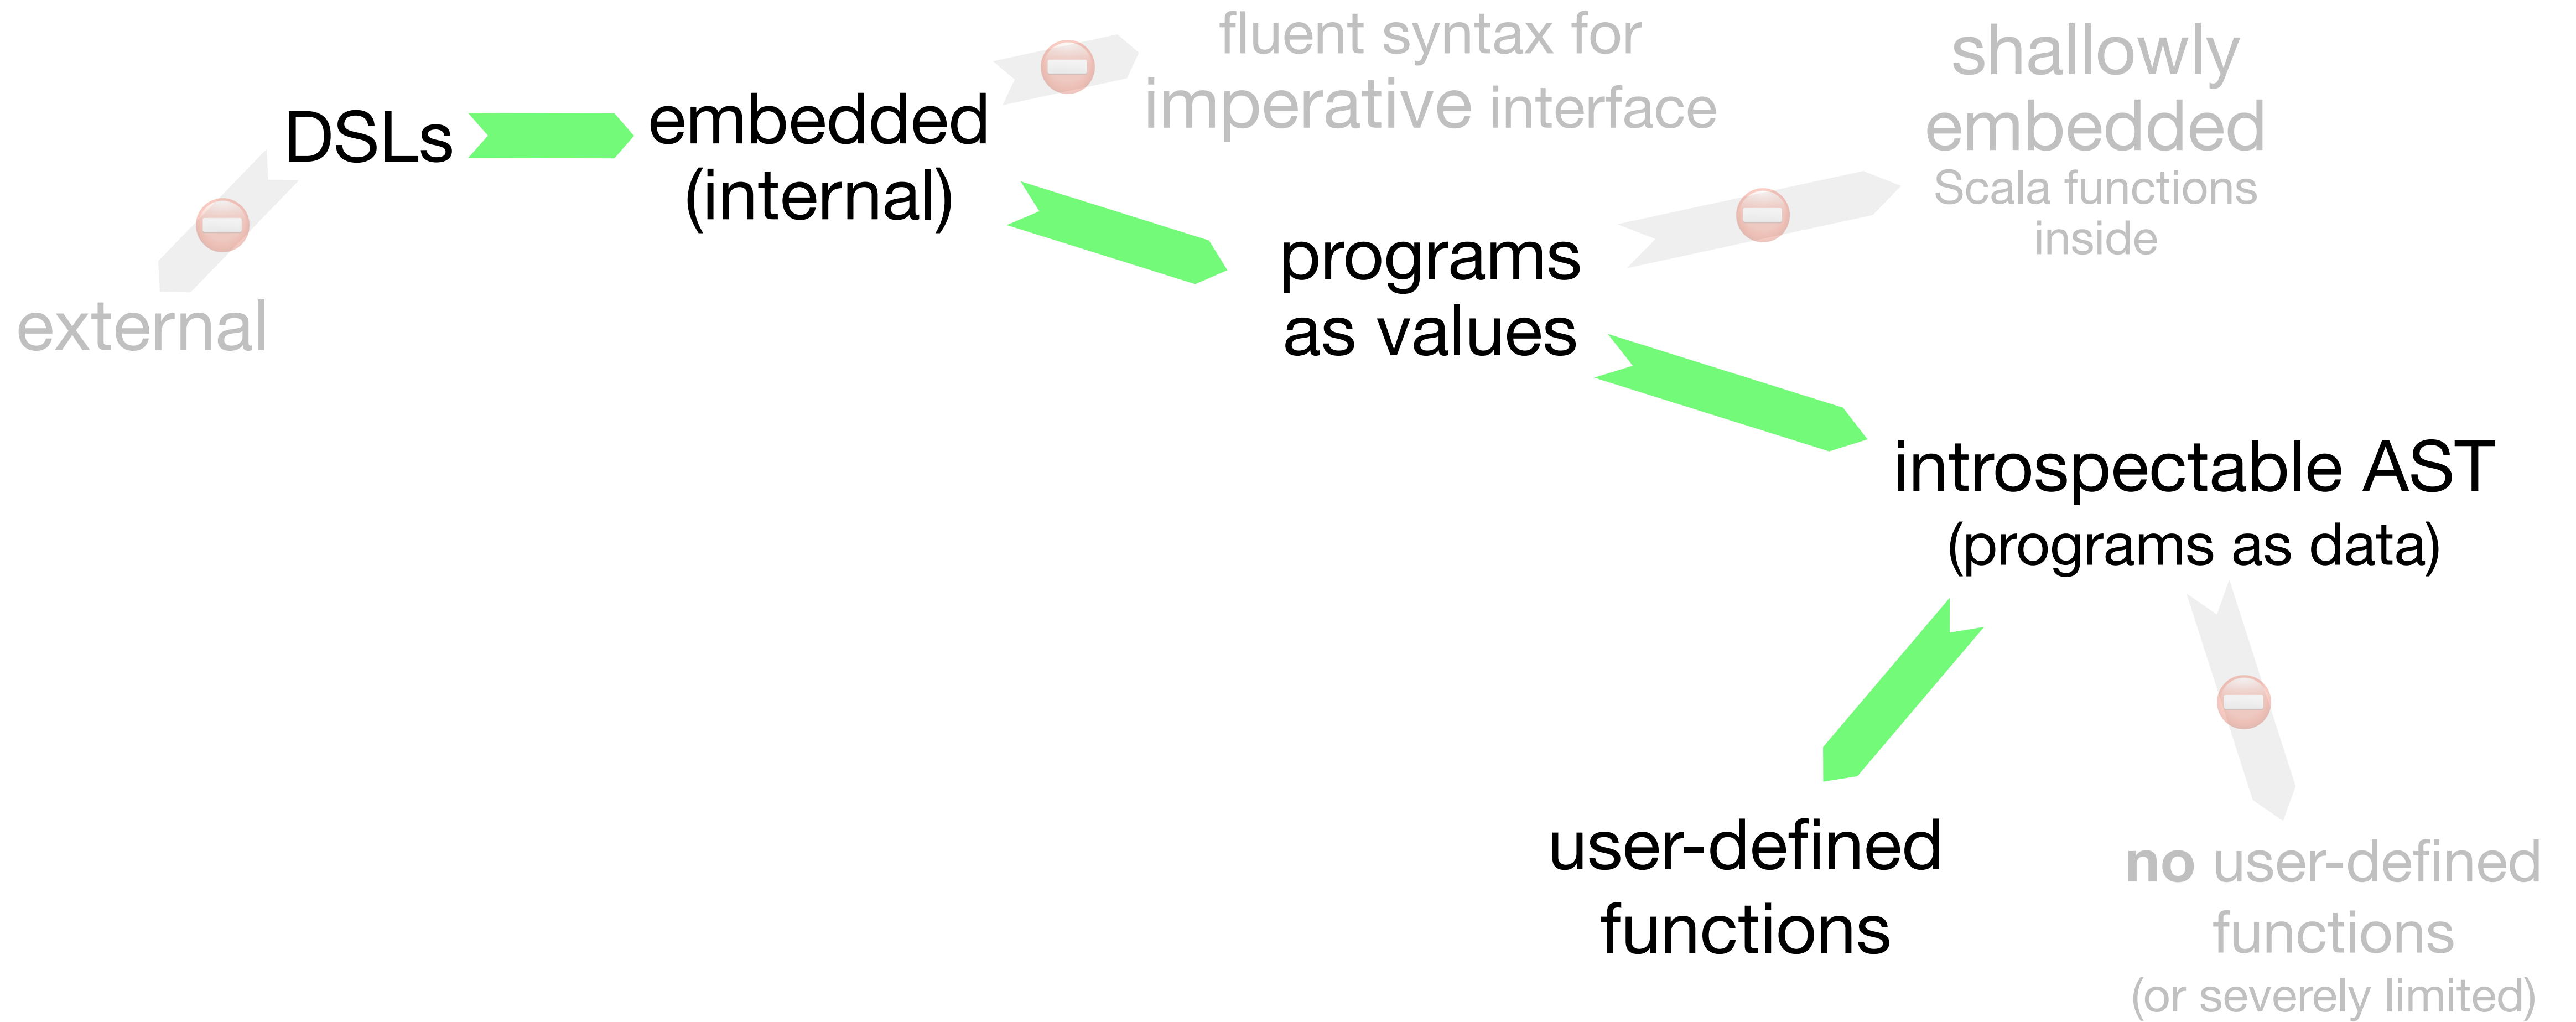 DSLs
external
embedded
(internal)
fluent syntax for
imperative interface
programs
as values
shallowly
embedded
Scala functions
inside
introspectable AST
(programs as data)
user-defined
functions
no user-defined
functions
(or severely limited)